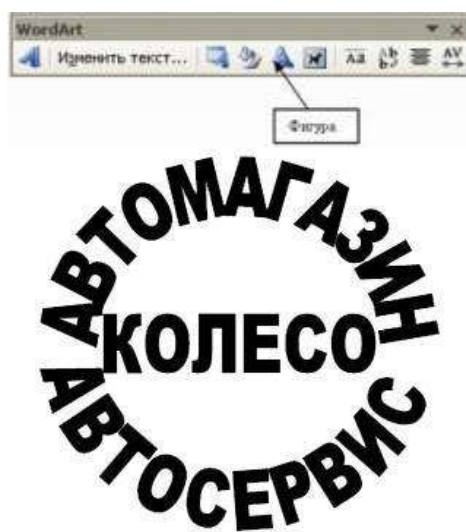 WordArt
Изменить текст...
Фигура
АВТОМАГАЗИН
КОЛЕСО
АВТОСЕРВИС